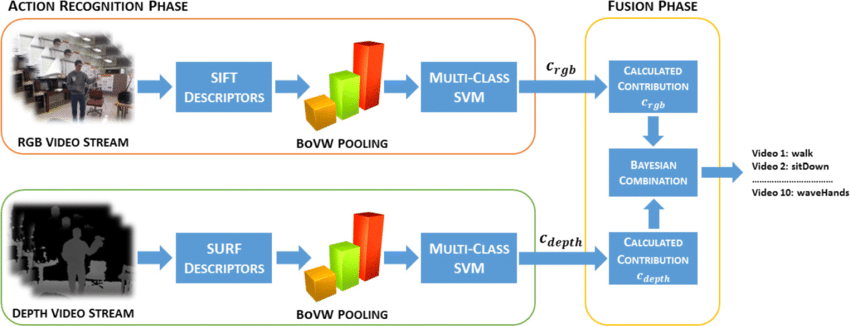 ACTION RECOGNITION PHASE
FUSION PHASE
RGB VIDEO STREAM
SIFT
DESCRIPTORS
BOVW POOLING
MULTI-CLASS
SVM
c_rgb
CALCULATED
CONTRIBUTION
c_rgb
BAYESIAN
COMBINATION
Video 1: walk
Video 2: sitDown
..................................
Video 10: waveHands
DEPTH VIDEO STREAM
SURF
DESCRIPTORS
BOVW POOLING
MULTI-CLASS
SVM
c_depth
CALCULATED
CONTRIBUTION
c_depth